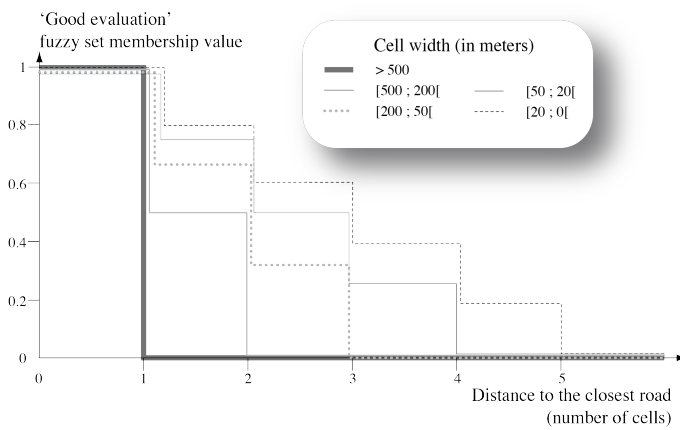 ‘Good evaluation’
fuzzy set membership value
Cell width (in meters)
> 500
[500 ; 200[ [50 ; 20[
[200 ; 50[ [20 ; 0[
1
0.8
0.6
0.4
0.2
0
0 1 2 3 4 5
Distance to the closest road
(number of cells)